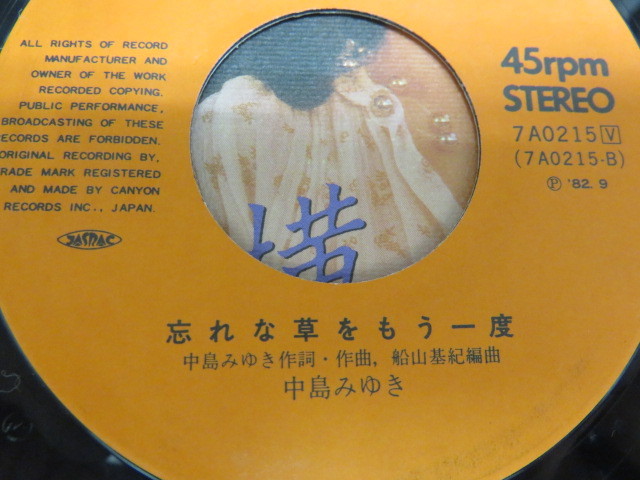 ALL RIGHTS OF RECORD
MANUFACTURER AND
OWNER OF THE WORK
RECORDED COPYING.
PUBLIC PERFORMANCE,
BROADCASTING OF THESE
RECORDS ARE FORBIDDEN.
ORIGINAL RECORDING BY,
TRADE MARK REGISTERED
AND MADE BY CANYON
RECORDS INC., JAPAN.
JASRAC
45rpm
STEREO
7A0215 V
(7A0215-B)
Ⓟ '82. 9
横
忘れな草をもう一度
中島みゆき作詞・作曲, 船山基紀編曲
中島みゆき